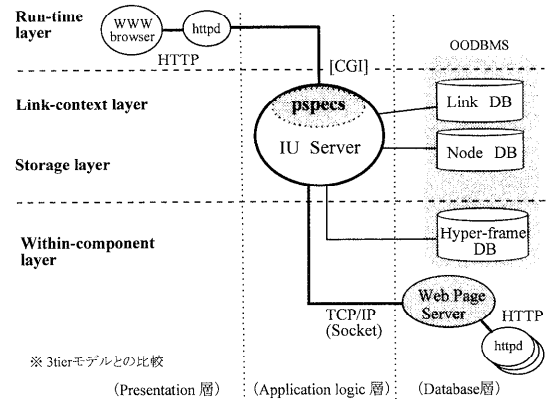 Run-time
layer
WWW
browser
httpd
HTTP
[CGI]
OODBMS
Link-context layer
pspecs
IU Server
Link DB
Node DB
Storage layer
Within-component
layer
Hyper-frame
DB
Web Page
Server
TCP/IP
(Socket)
HTTP
httpd
※ 3tierモデルとの比較
(Presentation 層)
(Application logic 層)
(Database層)